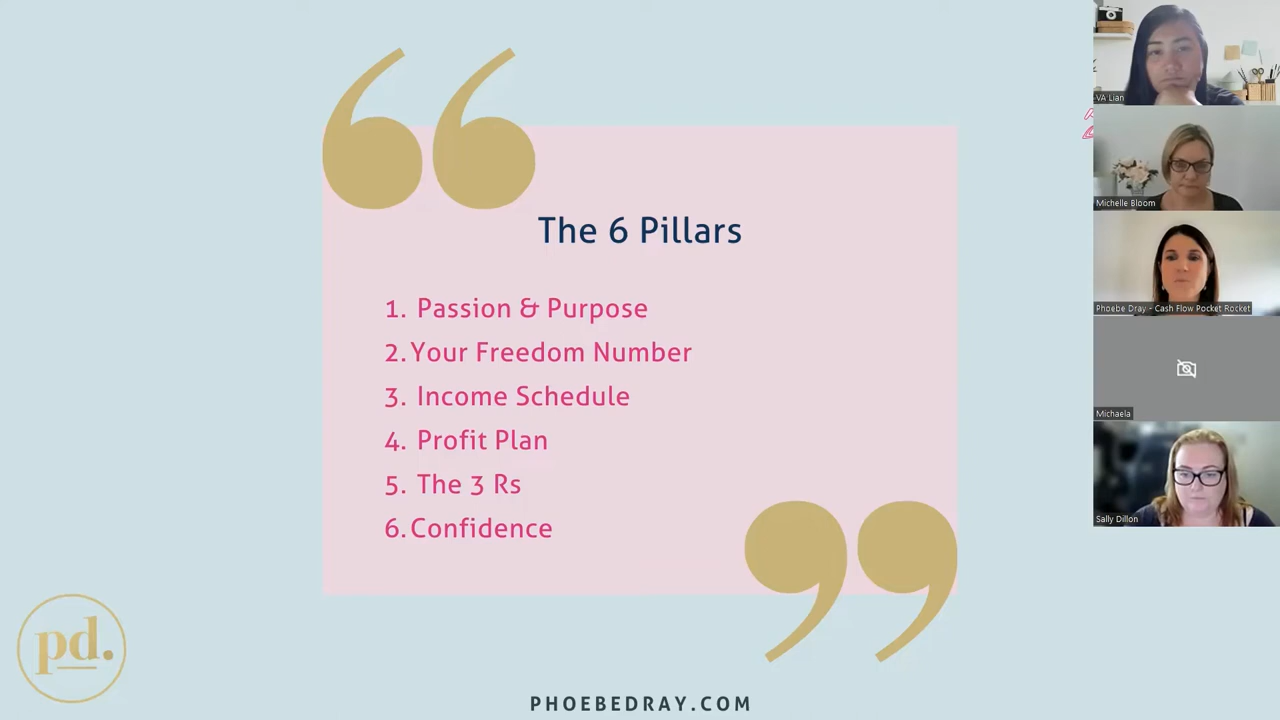 The 6 Pillars
1. Passion & Purpose
2. Your Freedom Number
3. Income Schedule
4. Profit Plan
5. The 3 Rs
6. Confidence
pd.
PHOEBEDRAY.COM
VA Lian
Michelle Bloom
Phoebe Dray - Cash Flow Pocket Rocket
Michaela
Sally Dillon